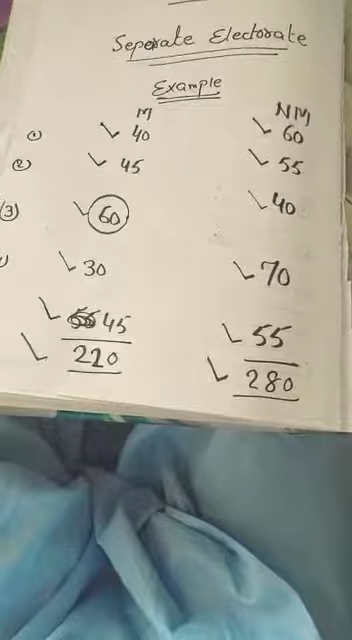 Seperate Electorate
Example
M NM
(1) 40 60
(2) 45 55
(3) 60 40
30 70
45 55
220 280